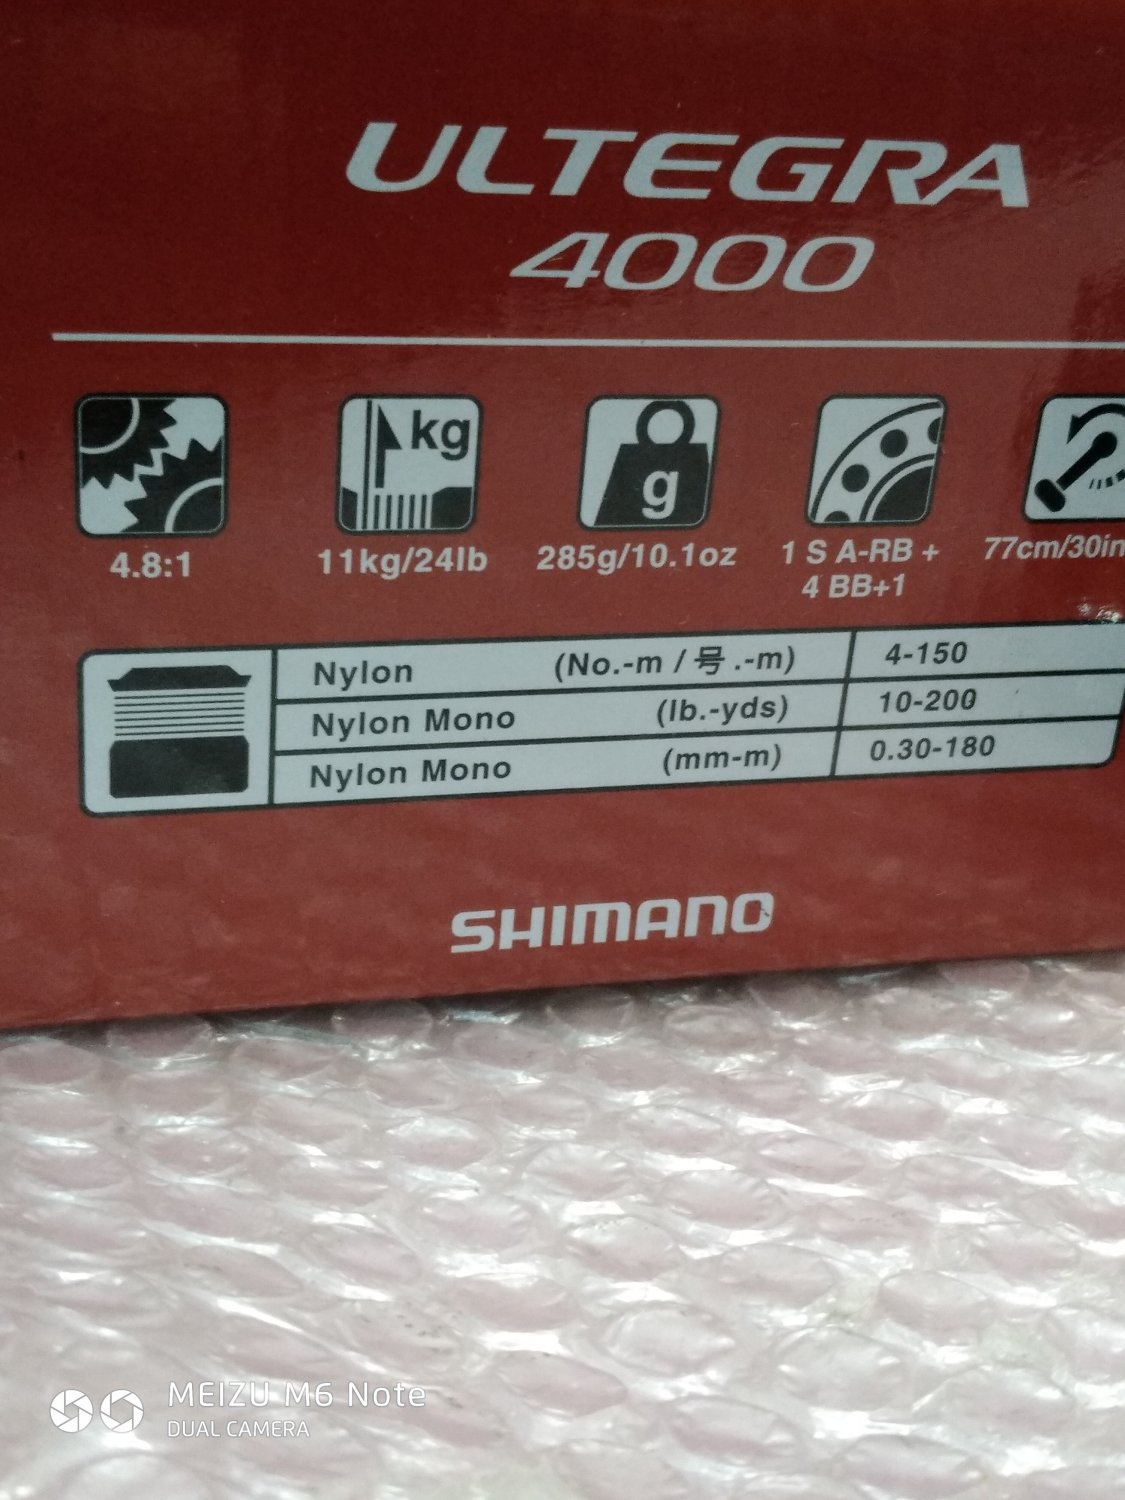 ULTEGRA
4000
kg
g
4.8:1
11kg/24lb
285g/10.1oz
1 S A-RB +
4 BB+1
77cm/30in
Nylon (No.-m / 号.-m) 4-150
Nylon Mono (lb.-yds) 10-200
Nylon Mono (mm-m) 0.30-180
SHIMANO
MEIZU M6 Note
DUAL CAMERA